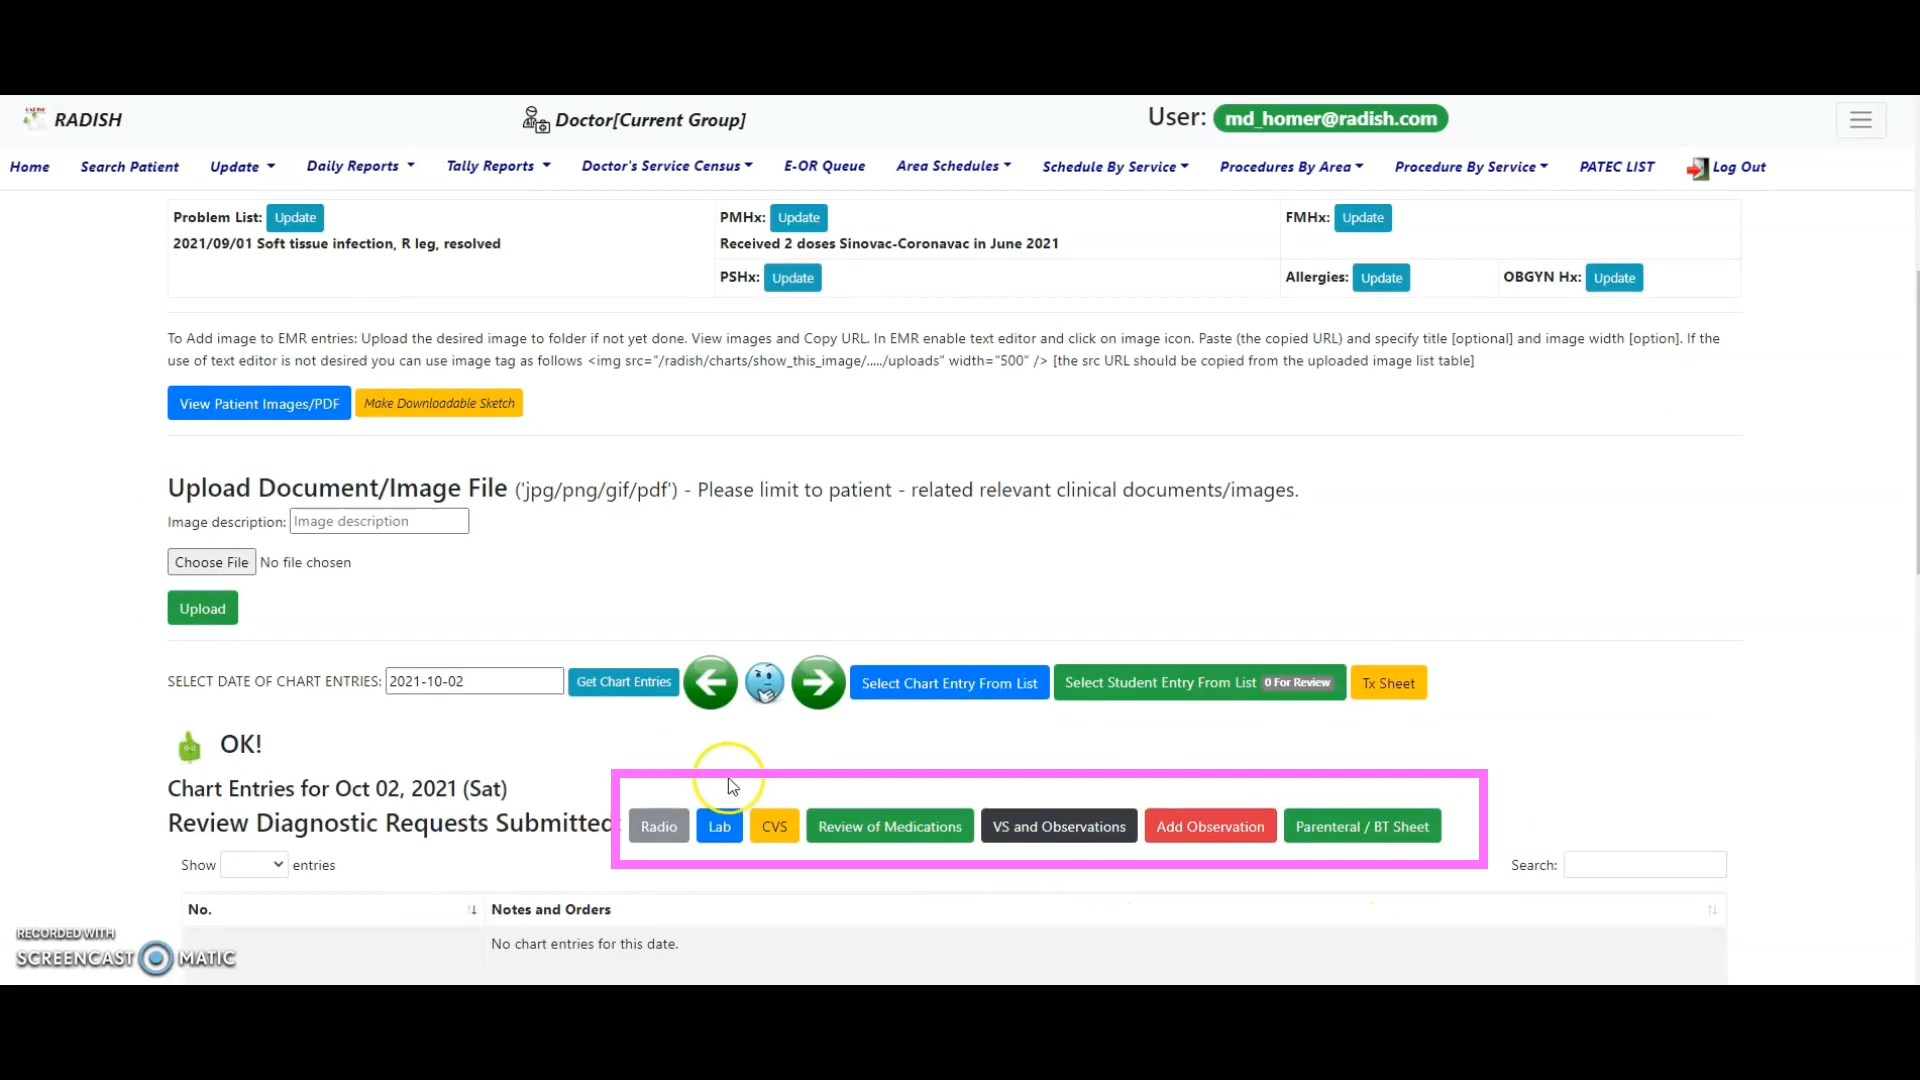 RADISH
Doctor[Current Group]
User: md_homer@radish.com
Home Search Patient Update Daily Reports Tally Reports Doctor's Service Census E-OR Queue Area Schedules Schedule By Service Procedures By Area Procedure By Service PATEC LIST Log Out
Problem List: Update PMHx: Update FMHx: Update
2021/09/01 Soft tissue infection, R leg, resolved Received 2 doses Sinovac-Coronavac in June 2021
PSHx: Update Allergies: Update OBGYN Hx: Update
To Add image to EMR entries: Upload the desired image to folder if not yet done. View images and Copy URL. In EMR enable text editor and click on image icon. Paste (the copied URL) and specify title [optional] and image width [option]. If the
use of text editor is not desired you can use image tag as follows <img src="/radish/charts/show_this_image/...../uploads" width="500" /> [the src URL should be copied from the uploaded image list table]
View Patient Images/PDF Make Downloadable Sketch
Upload Document/Image File ('jpg/png/gif/pdf') - Please limit to patient - related relevant clinical documents/images.
Image description: Image description
Choose File No file chosen
Upload
SELECT DATE OF CHART ENTRIES: 2021-10-02 Get Chart Entries Select Chart Entry From List Select Student Entry From List 0 For Review Tx Sheet
OK!
Chart Entries for Oct 02, 2021 (Sat)
Review Diagnostic Requests Submitted: Radio Lab CVS Review of Medications VS and Observations Add Observation Parenteral / BT Sheet
Show entries Search:
No. Notes and Orders
No chart entries for this date.
RECORDED WITH
SCREENCAST MATIC